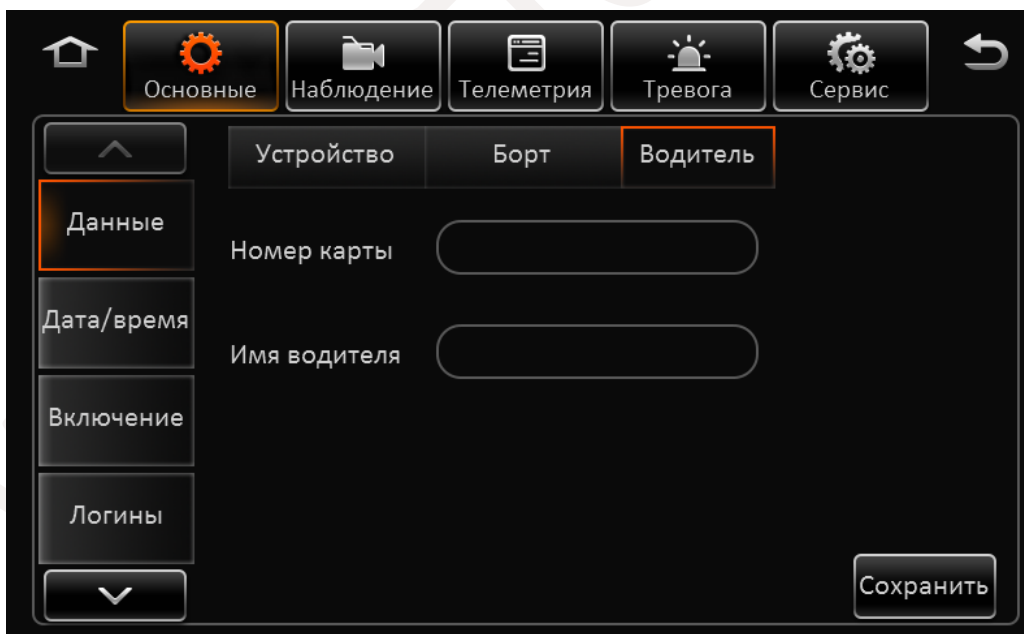 Основные Наблюдение Телеметрия Тревога Сервис
Устройство Борт Водитель
Данные
Номер карты
Дата/время
Имя водителя
Включение
Логины
Сохранить